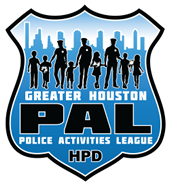 GREATER HOUSTON
PAL
POLICE ACTIVITIES LEAGUE
HPD